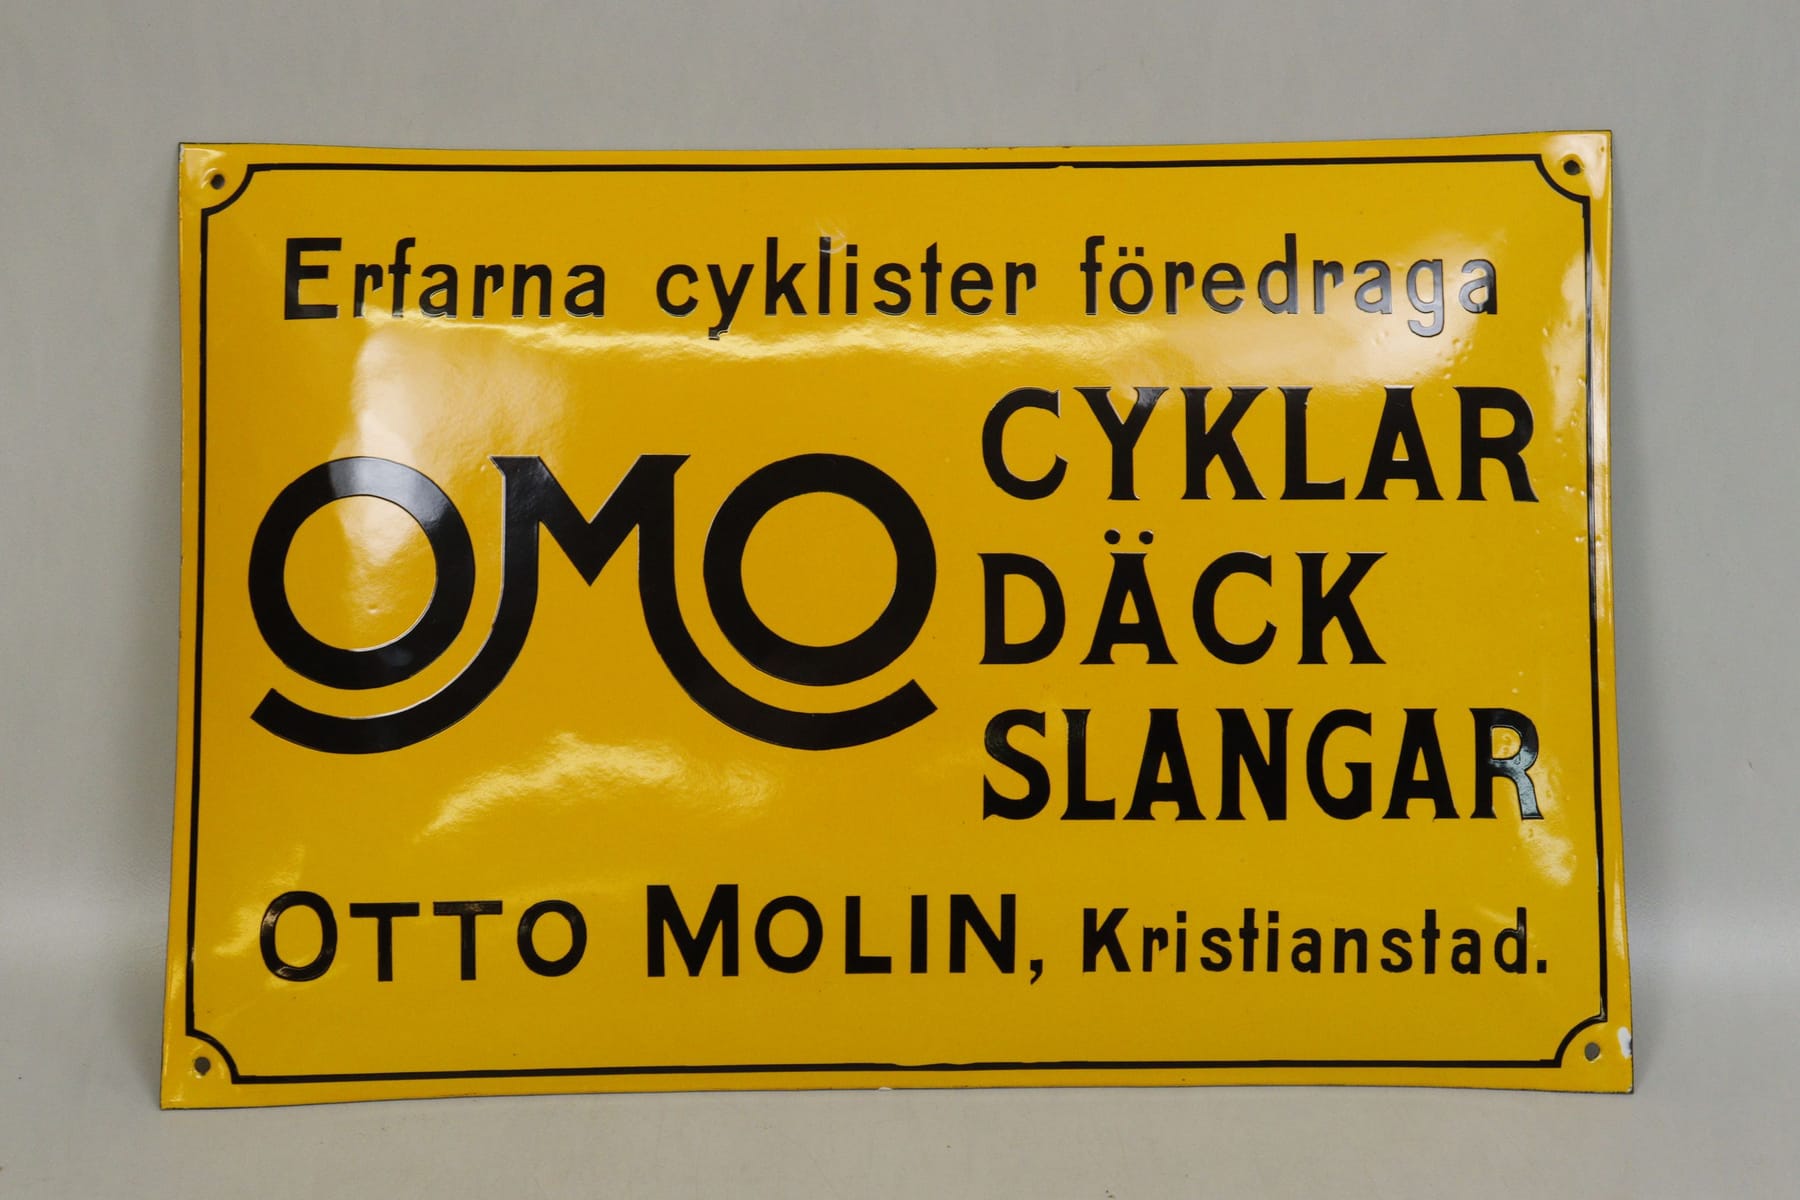 Erfarna cyklister föredraga
OMO
CYKLAR
DÄCK
SLANGAR
OTTO MOLIN, Kristianstad.